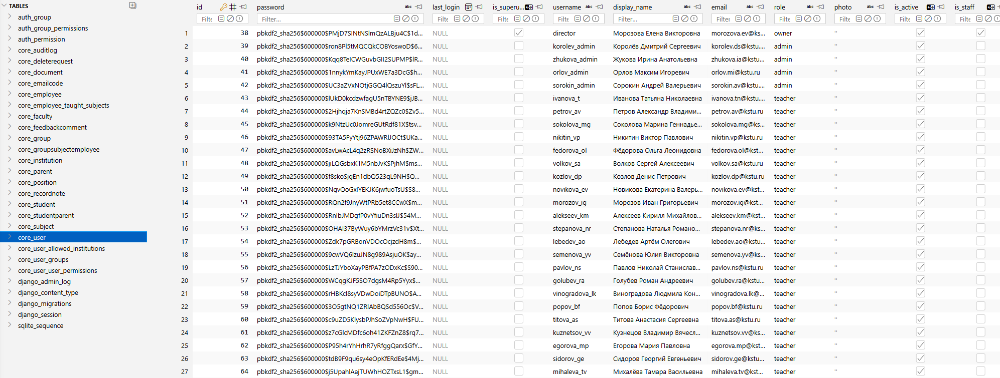 TABLES
auth_group
auth_group_permissions
auth_permission
core_auditlog
core_deleterequest
core_document
core_emailcode
core_employee
core_employee_taught_subjects
core_faculty
core_feedbackcomment
core_group
core_groupsubjectemployee
core_institution
core_parent
core_position
core_recordnote
core_student
core_studentparent
core_subject
core_user
core_user_allowed_institutions
core_user_groups
core_user_user_permissions
django_admin_log
django_content_type
django_migrations
django_session
sqlite_sequence
id password abc last_login is_superu... username abc display_name abc email abc role abc photo abc is_active is_staff
Filte Filter... Filte Filte Filte Filter... Filter Filte Filte Filte Filte
1 38 pbkdf2_sha256$600000$PMjD7SINtNSlmQzALBju4C$1d... NULL director Морозова Елена Викторовна morozova.ev@ks... owner "
2 39 pbkdf2_sha256$600000$ron8Pl5tMQCQkCOBYoswoD$6... NULL korolev_admin Королёв Дмитрий Сергеевич korolev.ds@kstu.... admin "
3 40 pbkdf2_sha256$600000$Kqq8TeICWGuvbGII2SUPMP$lR... NULL zhukova_admin Жукова Ирина Анатольевна zhukova.ia@kstu... admin "
4 41 pbkdf2_sha256$600000$1nnykYmKayJPUxWE7a3DcG$h... NULL orlov_admin Орлов Максим Игоревич orlov.mi@kstu.ru admin "
5 42 pbkdf2_sha256$600000$UC3aZVxNOtjGGQ4lQszuYl$sFL... NULL sorokin_admin Сорокин Андрей Валерьевич sorokin.av@kstu... admin "
6 43 pbkdf2_sha256$600000$lUkD0kcdzwfagU5nTBYNE9$jJB... NULL ivanova_t Иванова Татьяна Николаевна ivanova.tn@kstu... teacher "
7 44 pbkdf2_sha256$600000$2Hjhqja7KnSMBd4rtZQZc0$Zv5... NULL petrov_av Петров Александр Владими... petrov.av@kstu... teacher "
8 45 pbkdf2_sha256$600000$k9NtzUc0JomreGUtRdf81X$tsv... NULL sokolova_mg Соколова Марина Геннадье... sokolova.mg@ks... teacher "
9 46 pbkdf2_sha256$600000$93TA5FyYtj96ZPAWRlJOCt$UKa... NULL nikitin_vp Никитин Виктор Павлович nikitin.vp@kstu.ru teacher "
10 47 pbkdf2_sha256$600000$avLwAcL4q2zRSNoBXiJzNh$ZW... NULL fedorova_ol Фёдорова Ольга Леонидовна fedorova.ol@kst... teacher "
11 48 pbkdf2_sha256$600000$jiLQGsbxK1M5nbJvKSPjhM$ms... NULL volkov_sa Волков Сергей Алексеевич volkov.sa@kstu.ru teacher "
12 49 pbkdf2_sha256$600000$f8skoSjgEn1dbQ523qL9NH$Q... NULL kozlov_dp Козлов Денис Петрович kozlov.dp@kstu.ru teacher "
13 50 pbkdf2_sha256$600000$NgvQoGxIYEKJK6jwfuoTsU$S8... NULL novikova_ev Новикова Екатерина Валерь... novikova.ev@kst... teacher "
14 51 pbkdf2_sha256$600000$RQn2f9JnyWtPRb5et8CCwX$m... NULL morozov_ig Морозов Иван Григорьевич morozov.ig@kst... teacher "
15 52 pbkdf2_sha256$600000$RnIbJMDgfP0vYfiuDn3slJ$54M... NULL alekseev_km Алексеев Кирилл Михайлов... alekseev.km@kst... teacher "
16 53 pbkdf2_sha256$600000$OHAI37ByWuy6bYMrzVc31v$Xt... NULL stepanova_nr Степанова Наталья Романо... stepanova.nr@ks... teacher "
17 54 pbkdf2_sha256$600000$Zdk7pGRBonVDOcOcjzdH8m$... NULL lebedev_ao Лебедев Артём Олегович lebedev.ao@kst... teacher "
18 55 pbkdf2_sha256$600000$9cwVQ6lzuJN8g989AsjuOK$ay... NULL semenova_yv Семёнова Юлия Викторовна semenova.yv@ks... teacher "
19 56 pbkdf2_sha256$600000$LzTJYboXayPBfPA7zODxKc$S90... NULL pavlov_ns Павлов Николай Станислав... pavlov.ns@kstu.ru teacher "
20 57 pbkdf2_sha256$600000$WCqgKJF5SO7dgsM4Rp5Yyx$... NULL golubev_ra Голубев Роман Андреевич golubev.ra@kstu... teacher "
21 58 pbkdf2_sha256$600000$rHBKcl8syVDwDoiDTpBUNO$A... NULL vinogradova_lk Виноградова Людмила Кон... vinogradova.lk@... teacher "
22 59 pbkdf2_sha256$600000$3O5gtNQ1ZRlAbBQSd556Oc$V... NULL popov_bf Попов Борис Фёдорович popov.bf@kstu.ru teacher "
23 60 pbkdf2_sha256$600000$c9uZD5KlysbPJhSoZVpNwH$FU... NULL titova_as Титова Анастасия Сергеевна titova.as@kstu.ru teacher "
24 61 pbkdf2_sha256$600000$z7cGlcMDfc6oh41ZKFZnZ8$rq7... NULL kuznetsov_vv Кузнецов Владимир Вячесл... kuznetsov.vv@ks... teacher "
25 62 pbkdf2_sha256$600000$P95h4rYhHrhR7yRfggQarx$GfY... NULL egorova_mp Егорова Мария Павловна egorova.mp@kst... teacher "
26 63 pbkdf2_sha256$600000$tdB9F9qu6sy4eOpKfERdEe$4Mj... NULL sidorov_ge Сидоров Георгий Евгеньевич sidorov.ge@kstu... teacher "
27 64 pbkdf2_sha256$600000$j5UpahlAajTUWhHOZTxsL1$gm... NULL mihaleva_tv Михалёва Тамара Васильевна mihaleva.tv@kst... teacher "